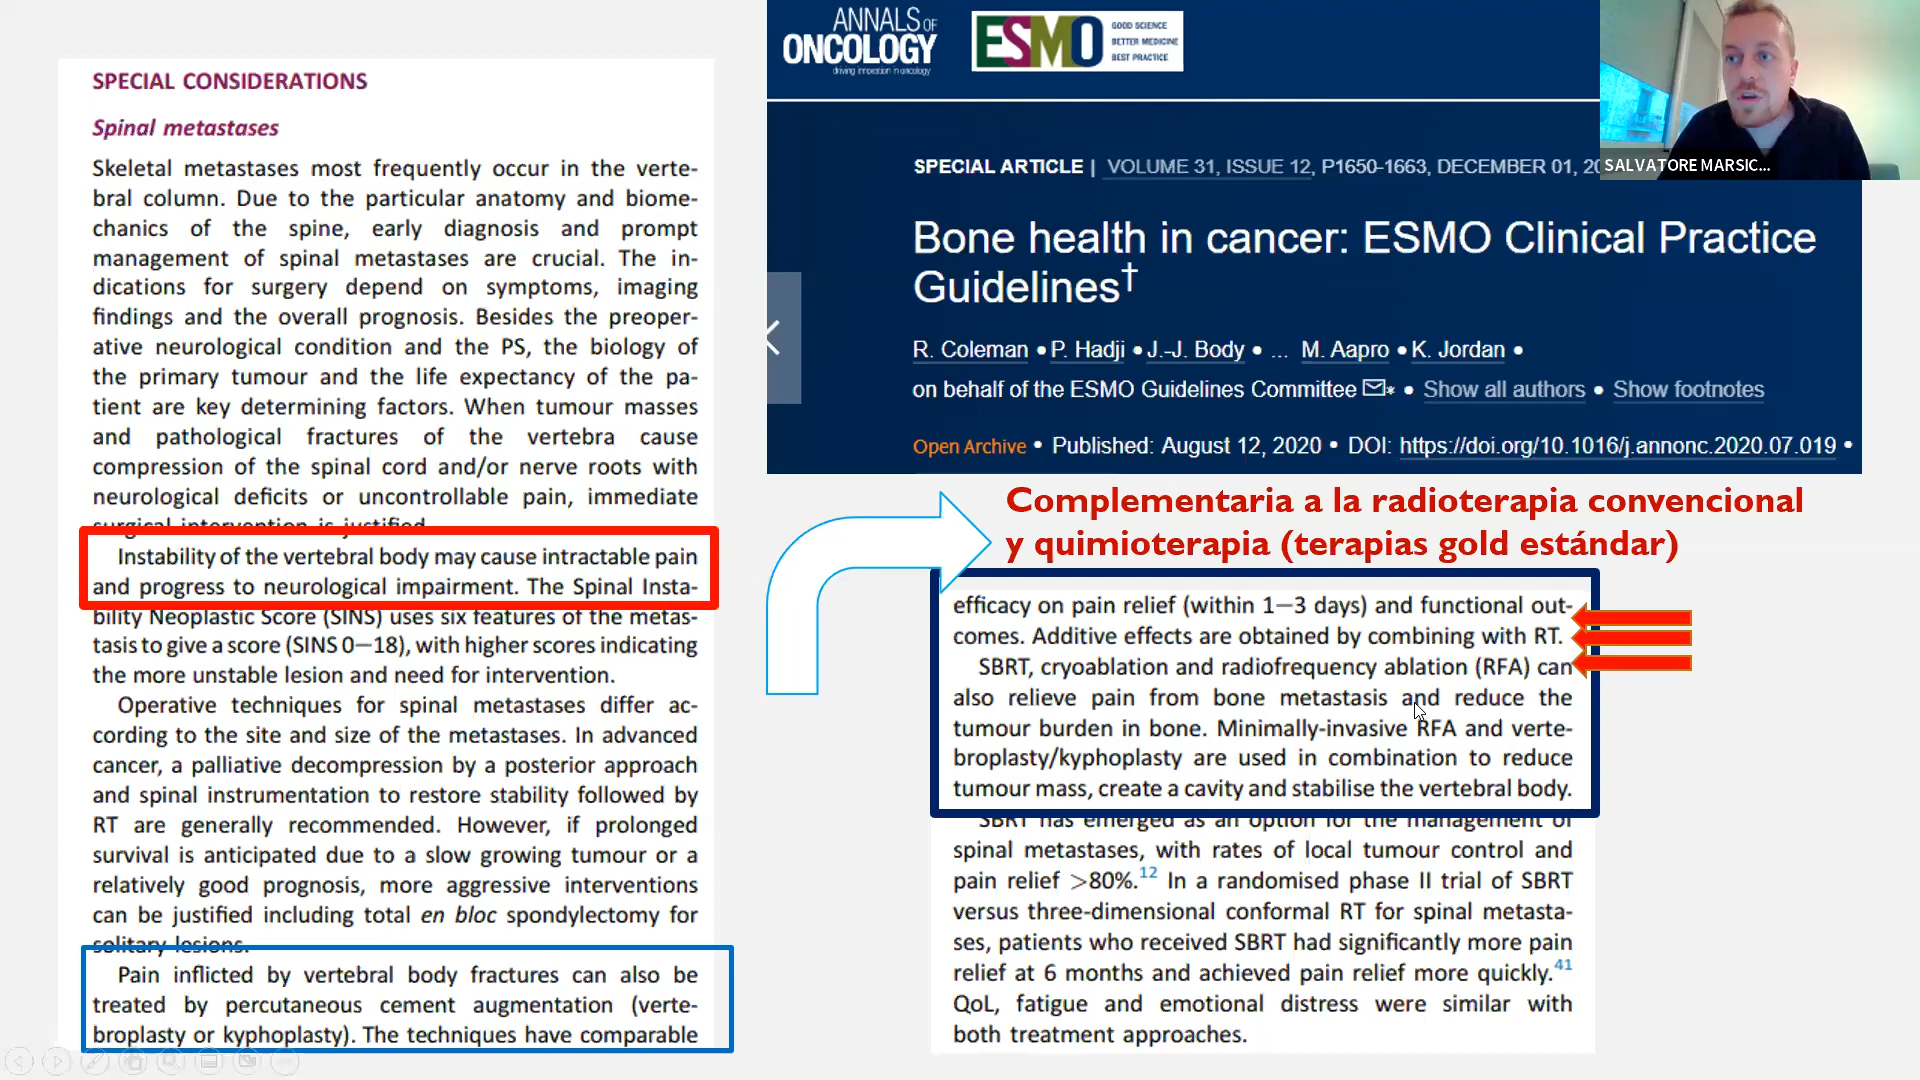 SPECIAL CONSIDERATIONS
Spinal metastases
Skeletal metastases most frequently occur in the verte-
bral column. Due to the particular anatomy and biome-
chanics of the spine, early diagnosis and prompt
management of spinal metastases are crucial. The in-
dications for surgery depend on symptoms, imaging
findings and the overall prognosis. Besides the preoper-
ative neurological condition and the PS, the biology of
the primary tumour and the life expectancy of the pa-
tient are key determining factors. When tumour masses
and pathological fractures of the vertebra cause
compression of the spinal cord and/or nerve roots with
neurological deficits or uncontrollable pain, immediate
surgical intervention is justified.
Instability of the vertebral body may cause intractable pain
and progress to neurological impairment. The Spinal Insta-
bility Neoplastic Score (SINS) uses six features of the metas-
tasis to give a score (SINS 0–18), with higher scores indicating
the more unstable lesion and need for intervention.
Operative techniques for spinal metastases differ ac-
cording to the site and size of the metastases. In advanced
cancer, a palliative decompression by a posterior approach
and spinal instrumentation to restore stability followed by
RT are generally recommended. However, if prolonged
survival is anticipated due to a slow growing tumour or a
relatively good prognosis, more aggressive interventions
can be justified including total en bloc spondylectomy for
solitary lesions.
Pain inflicted by vertebral body fractures can also be
treated by percutaneous cement augmentation (verte-
broplasty or kyphoplasty). The techniques have comparable
ANNALS OF
ONCOLOGY
driving innovation in oncology
ESMO
GOOD SCIENCE
BETTER MEDICINE
BEST PRACTICE
SALVATORE MARSIC...
SPECIAL ARTICLE | VOLUME 31, ISSUE 12, P1650-1663, DECEMBER 01, 20
Bone health in cancer: ESMO Clinical Practice
Guidelines†
R. Coleman • P. Hadji • J.-J. Body • ... M. Aapro • K. Jordan •
on behalf of the ESMO Guidelines Committee * • Show all authors • Show footnotes
Open Archive • Published: August 12, 2020 • DOI: https://doi.org/10.1016/j.annonc.2020.07.019 •
Complementaria a la radioterapia convencional
y quimioterapia (terapias gold estándar)
efficacy on pain relief (within 1–3 days) and functional out-
comes. Additive effects are obtained by combining with RT.
SBRT, cryoablation and radiofrequency ablation (RFA) can
also relieve pain from bone metastasis and reduce the
tumour burden in bone. Minimally-invasive RFA and verte-
broplasty/kyphoplasty are used in combination to reduce
tumour mass, create a cavity and stabilise the vertebral body.
SBRT has emerged as an option for the management of
spinal metastases, with rates of local tumour control and
pain relief >80%.12 In a randomised phase II trial of SBRT
versus three-dimensional conformal RT for spinal metasta-
ses, patients who received SBRT had significantly more pain
relief at 6 months and achieved pain relief more quickly.41
QoL, fatigue and emotional distress were similar with
both treatment approaches.